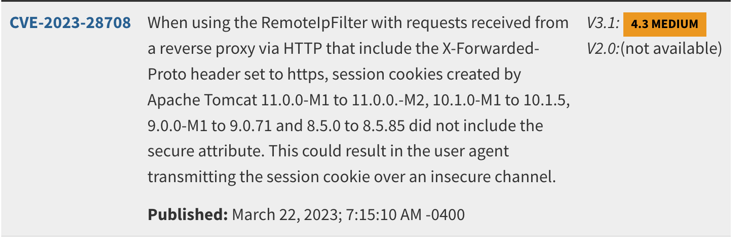 CVE-2023-28708
When using the RemoteIpFilter with requests received from
a reverse proxy via HTTP that include the X-Forwarded-
Proto header set to https, session cookies created by
Apache Tomcat 11.0.0-M1 to 11.0.0.-M2, 10.1.0-M1 to 10.1.5,
9.0.0-M1 to 9.0.71 and 8.5.0 to 8.5.85 did not include the
secure attribute. This could result in the user agent
transmitting the session cookie over an insecure channel.
Published: March 22, 2023; 7:15:10 AM -0400
V3.1: 4.3 MEDIUM
V2.0:(not available)